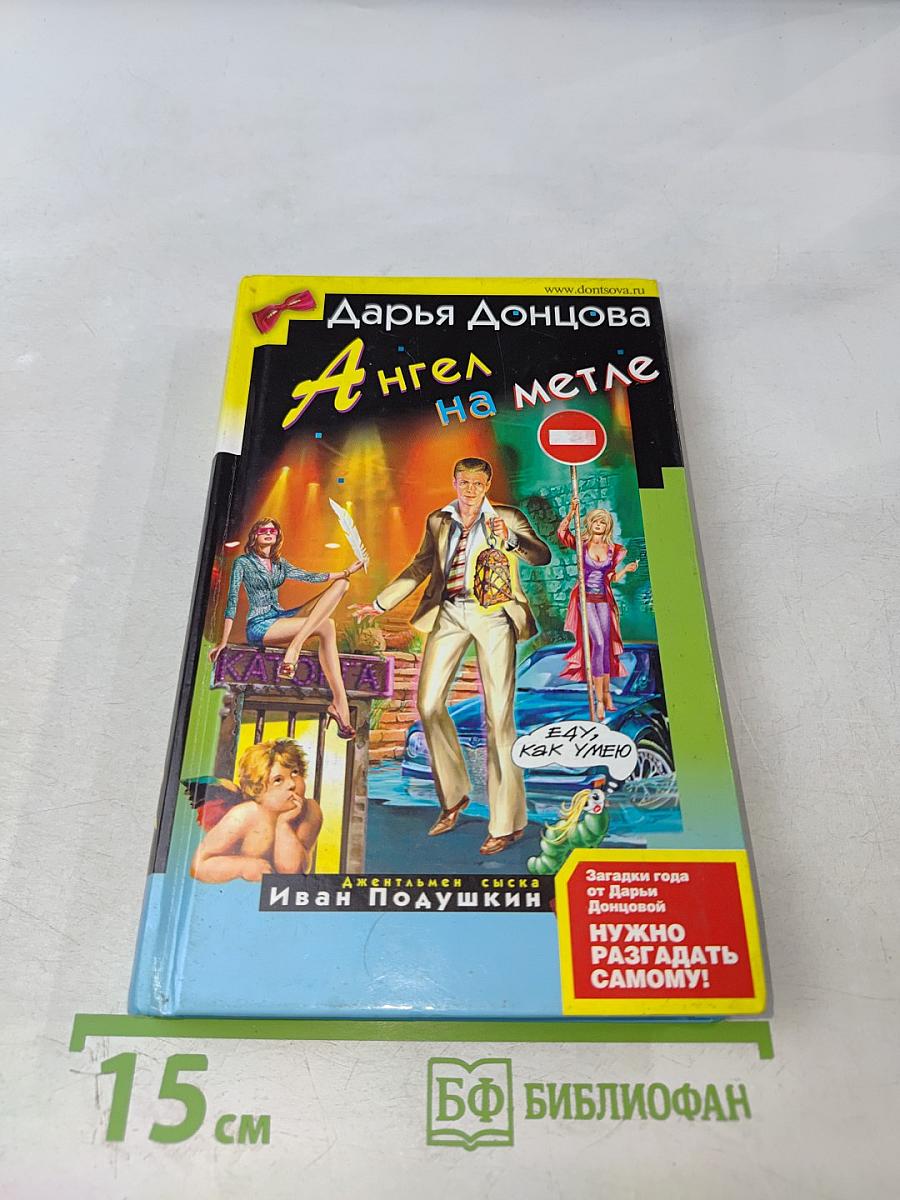 www.dontsova.ru
Дарья Донцова
Ангел
на метле
КАТОРГА
ЕДУ,
КАК УМЕЮ
Джентльмен сыска
Иван Подушкин
Загадки года
от Дарьи
Донцовой
НУЖНО
РАЗГАДАТЬ
САМОМУ!
15 см
БФ БИБЛИОФАН